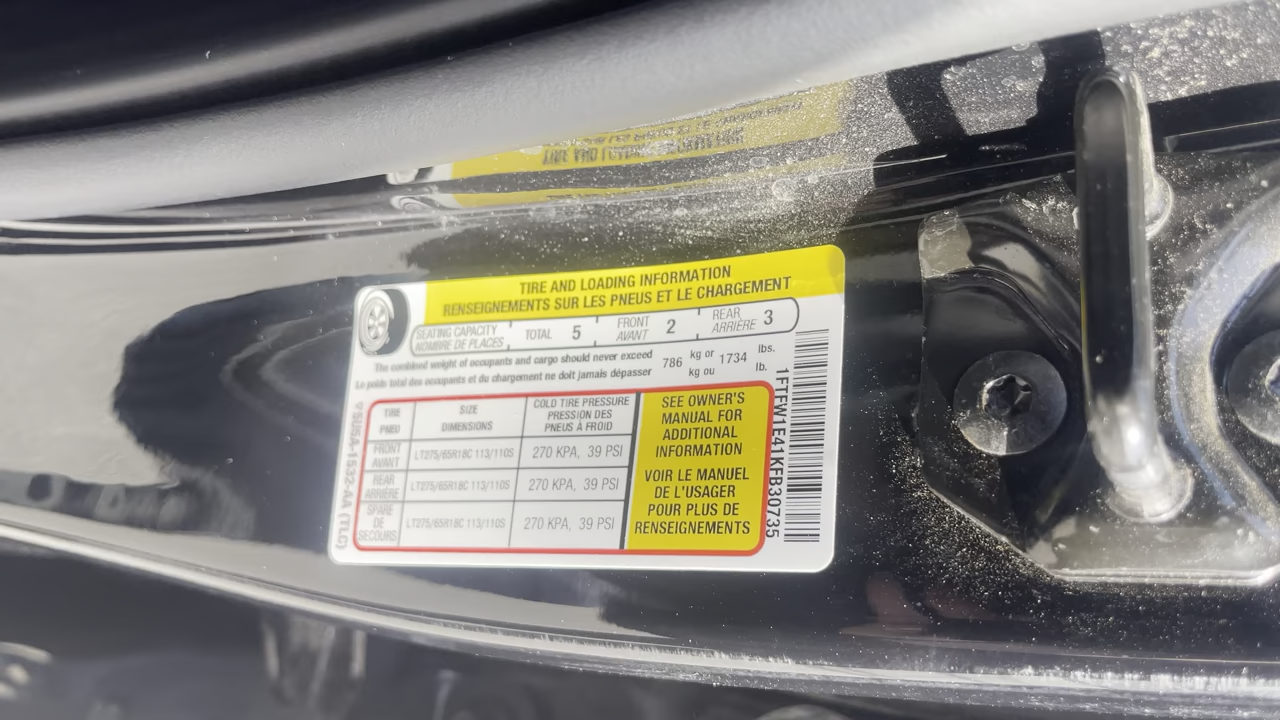 TIRE AND LOADING INFORMATION
RENSEIGNEMENTS SUR LES PNEUS ET LE CHARGEMENT
SEATING CAPACITY
NOMBRE DE PLACES
TOTAL 5
FRONT
AVANT
2
REAR
ARRIÈRE
3
The combined weight of occupants and cargo should never exceed 786 kg or 1734 lbs.
Le poids total des occupants et du chargement ne doit jamais dépasser kg ou lb.
TIRE
PNEU
SIZE
DIMENSIONS
COLD TIRE PRESSURE
PRESSION DES
PNEUS À FROID
FRONT
AVANT
LT275/65R18C 113/110S
270 KPA, 39 PSI
REAR
ARRIÈRE
LT275/65R18C 113/110S
270 KPA, 39 PSI
SPARE
DE
SECOURS
LT275/65R18C 113/110S
270 KPA, 39 PSI
SEE OWNER'S
MANUAL FOR
ADDITIONAL
INFORMATION
VOIR LE MANUEL
DE L'USAGER
POUR PLUS DE
RENSEIGNEMENTS
1FTFW1E41KFB30735